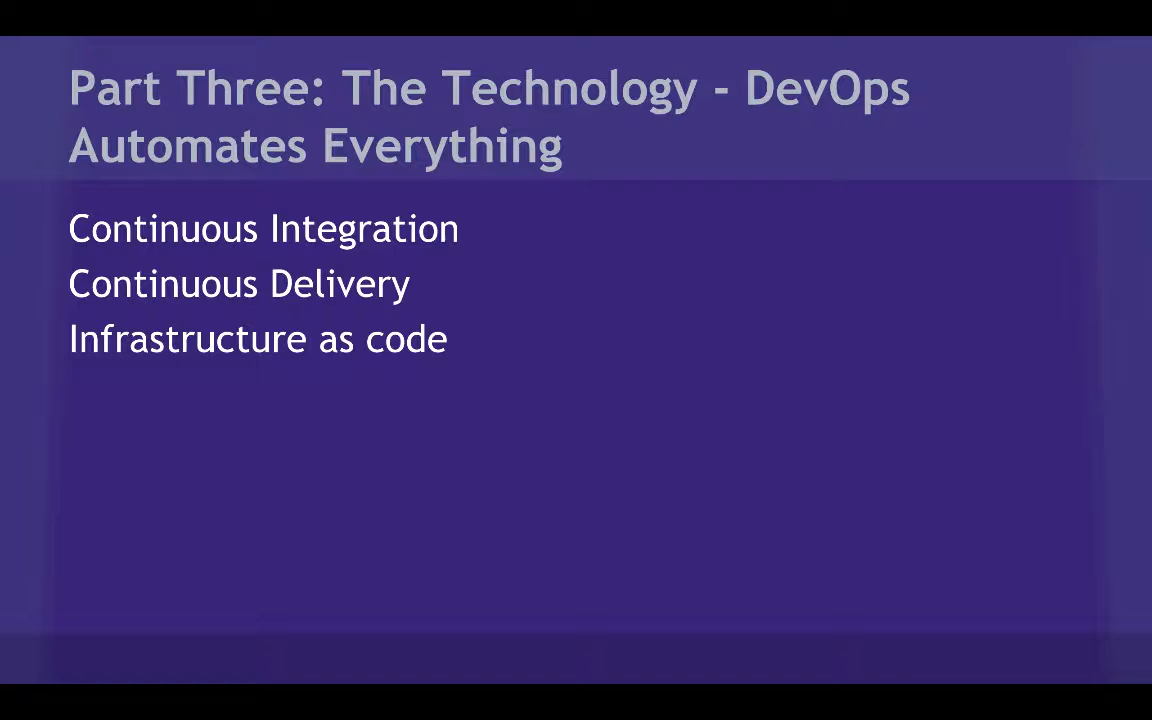 Part Three: The Technology - DevOps
Automates Everything
Continuous Integration
Continuous Delivery
Infrastructure as code